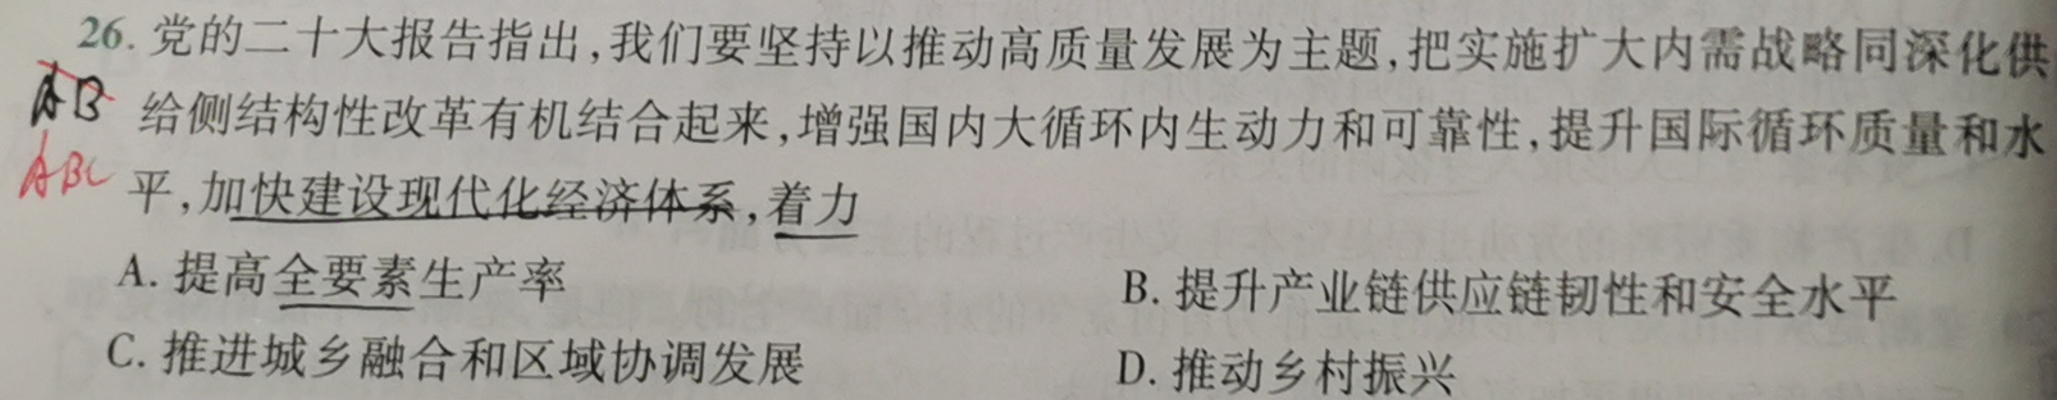 26. 党的二十大报告指出,我们要坚持以推动高质量发展为主题,把实施扩大内需战略同深化供
AB 给侧结构性改革有机结合起来,增强国内大循环内生动力和可靠性,提升国际循环质量和水
ABC 平,加快建设现代化经济体系,着力
A. 提高全要素生产率 B. 提升产业链供应链韧性和安全水平
C. 推进城乡融合和区域协调发展 D. 推动乡村振兴